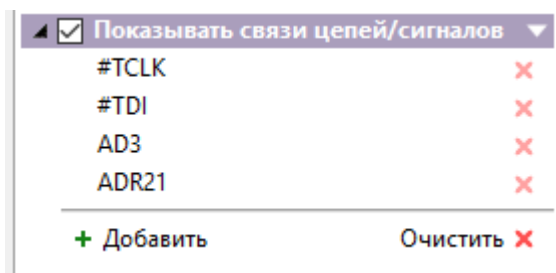 Показывать связи цепей/сигналов
#TCLK
#TDI
AD3
ADR21
Добавить Очистить